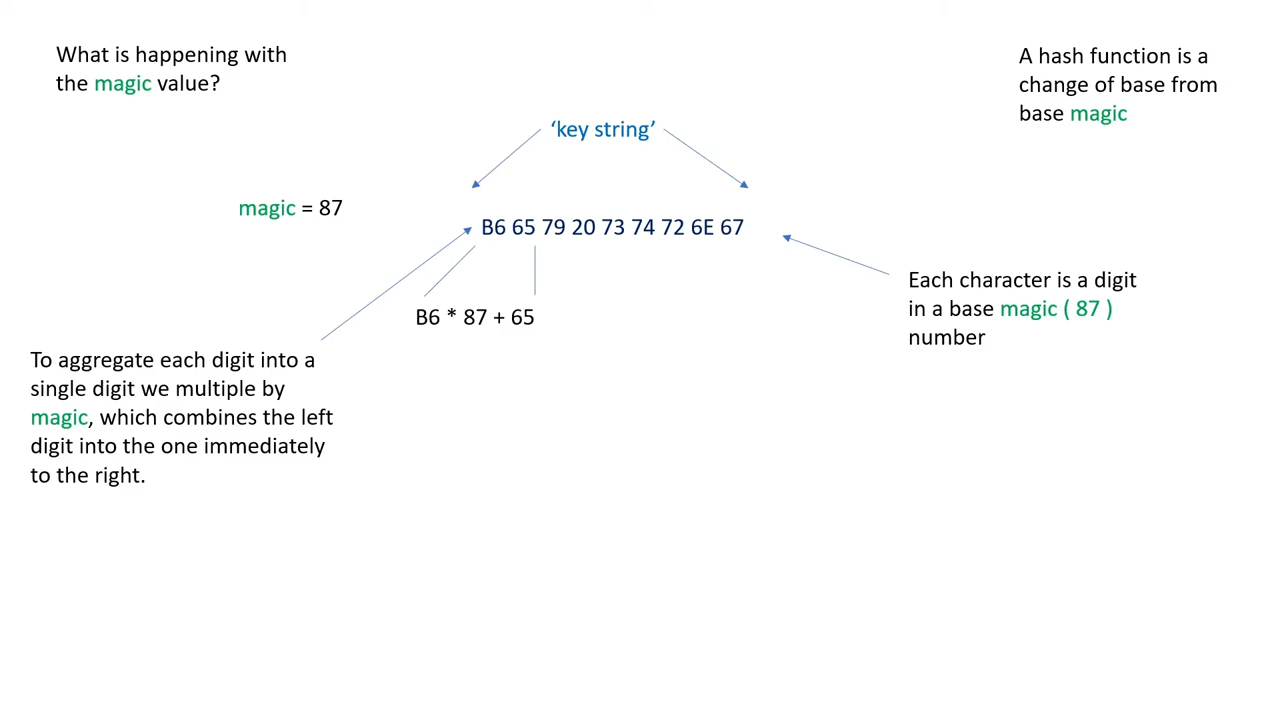 What is happening with
the magic value?
A hash function is a
change of base from
base magic
‘key string’
magic = 87
B6 65 79 20 73 74 72 6E 67
Each character is a digit
in a base magic ( 87 )
number
B6 * 87 + 65
To aggregate each digit into a
single digit we multiple by
magic, which combines the left
digit into the one immediately
to the right.